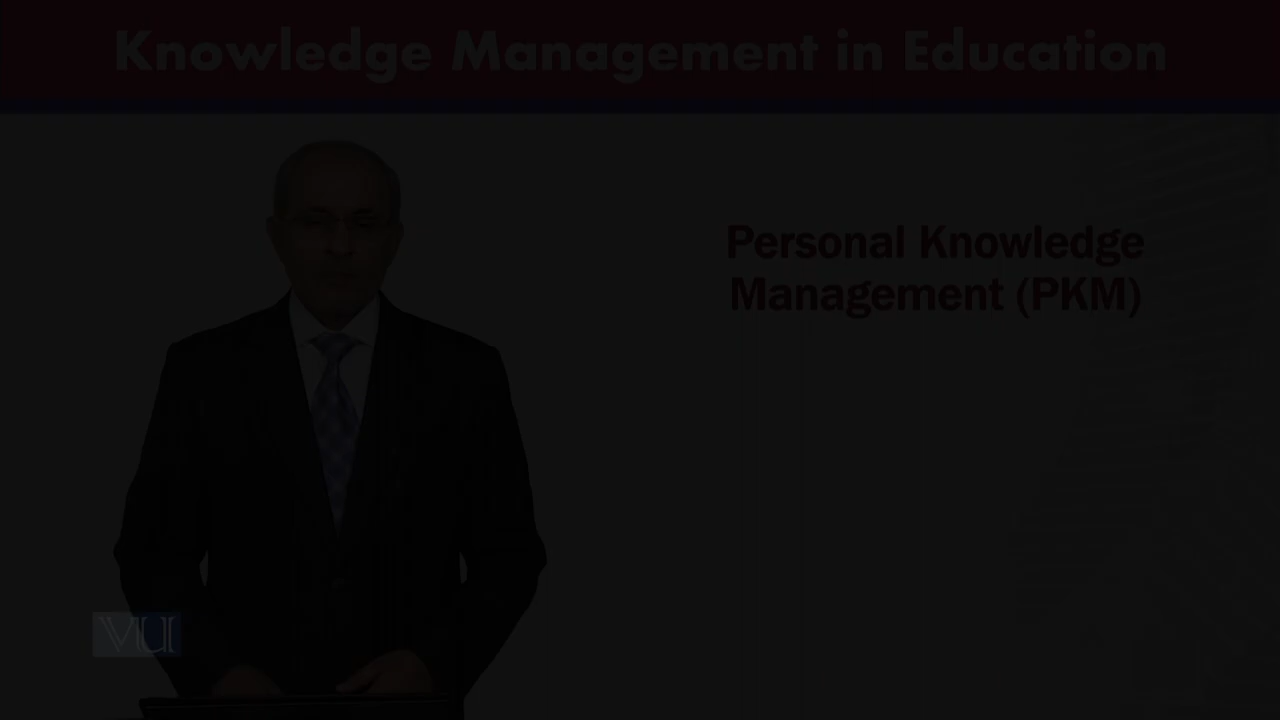 Knowledge Management in Education
Personal Knowledge
Management (PKM)
VU